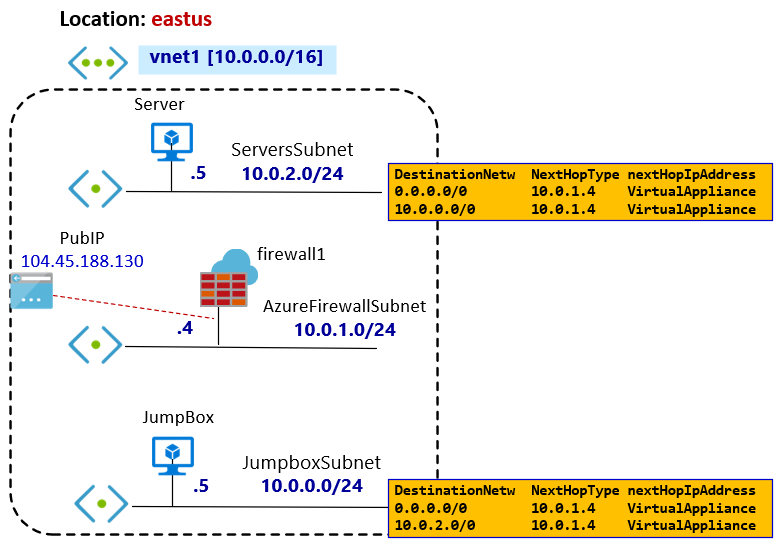 Location: eastus
vnet1 [10.0.0.0/16]
Server
ServersSubnet
.5 10.0.2.0/24
DestinationNetw NextHopType nextHopIpAddress
0.0.0.0/0 10.0.1.4 VirtualAppliance
10.0.0.0/0 10.0.1.4 VirtualAppliance
PubIP
104.45.188.130
firewall1
AzureFirewallSubnet
.4 10.0.1.0/24
JumpBox
JumpboxSubnet
.5 10.0.0.0/24
DestinationNetw NextHopType nextHopIpAddress
0.0.0.0/0 10.0.1.4 VirtualAppliance
10.0.2.0/0 10.0.1.4 VirtualAppliance